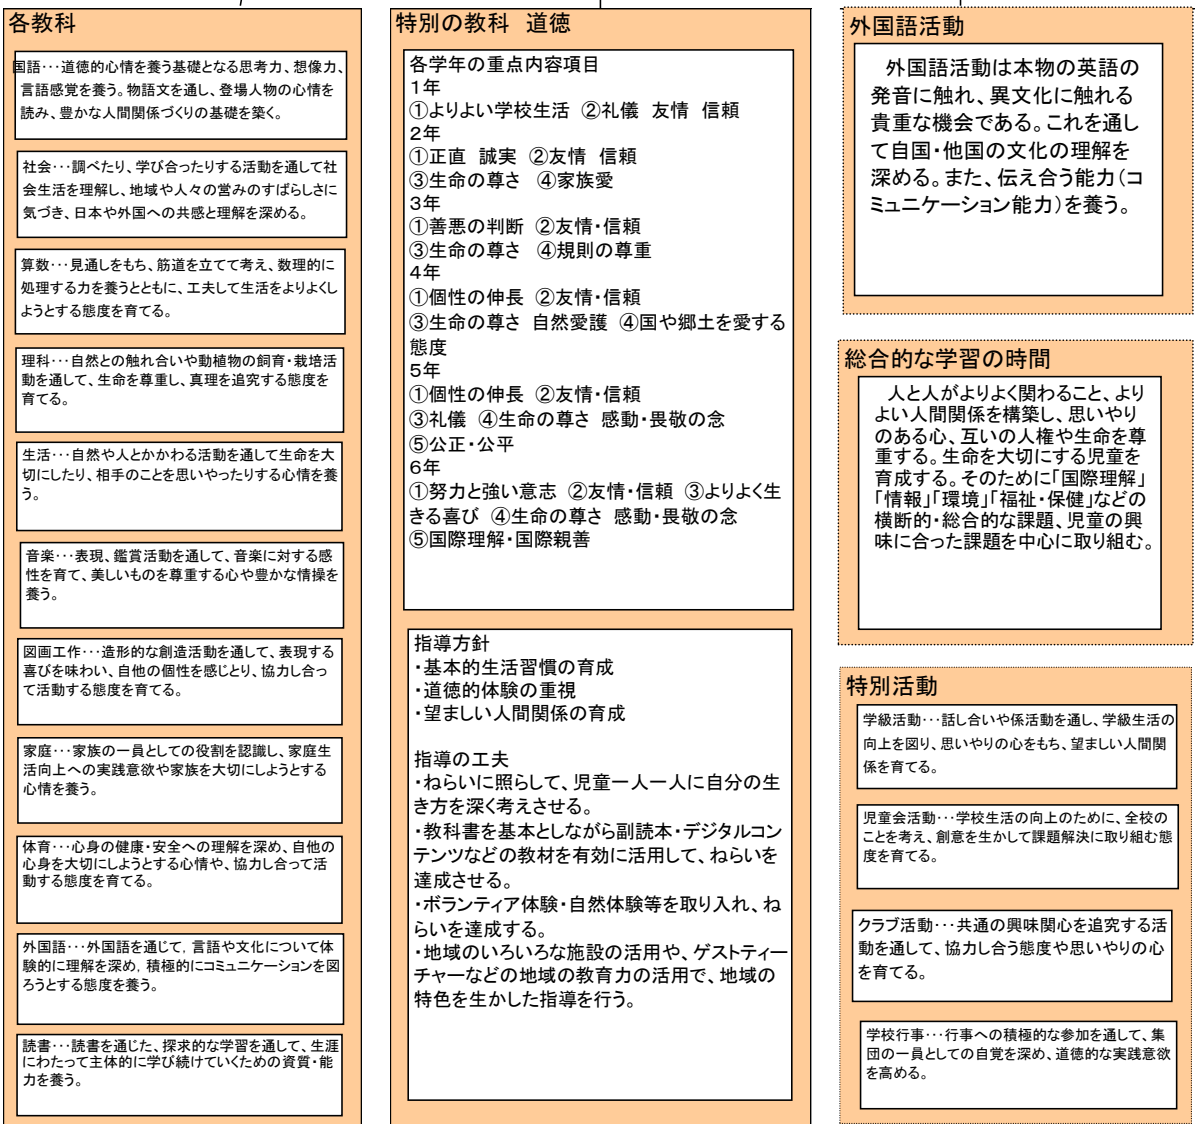 各教科
国語･･･道徳的心情を養う基礎となる思考力、想像力、
言語感覚を養う。物語文を通し、登場人物の心情を
読み、豊かな人間関係づくりの基礎を築く。
社会･･･調べたり、学び合ったりする活動を通して社
会生活を理解し、地域や人々の営みのすばらしさに
気づき、日本や外国への共感と理解を深める。
算数･･･見通しをもち、筋道を立てて考え、数理的に
処理する力を養うとともに、工夫して生活をよりよくし
ようとする態度を育てる。
理科･･･自然との触れ合いや動植物の飼育・栽培活
動を通して、生命を尊重し、真理を追究する態度を
育てる。
生活･･･自然や人とかかわる活動を通して生命を大
切にしたり、相手のことを思いやったりする心情を養
う。
音楽･･･表現、鑑賞活動を通して、音楽に対する感
性を育て、美しいものを尊重する心や豊かな情操を
養う。
図画工作･･･造形的な創造活動を通して、表現する
喜びを味わい、自他の個性を感じとり、協力し合っ
て活動する態度を育てる。
家庭･･･家族の一員としての役割を認識し、家庭生
活向上への実践意欲や家族を大切にしようとする
心情を養う。
体育･･･心身の健康・安全への理解を深め、自他の
心身を大切にしようとする心情や、協力し合って活
動する態度を育てる。
外国語･･･外国語を通じて，言語や文化について体
験的に理解を深め，積極的にコミュニケーションを図
ろうとする態度を養う。
読書･･･読書を通じた、探求的な学習を通して、生涯
にわたって主体的に学び続けていくための資質・能
力を養う。
特別の教科　道徳
各学年の重点内容項目
１年
①よりよい学校生活　②礼儀　友情　信頼
２年
①正直　誠実　②友情　信頼
③生命の尊さ　④家族愛
３年
①善悪の判断　②友情・信頼
③生命の尊さ　④規則の尊重
４年
①個性の伸長　②友情・信頼
③生命の尊さ　自然愛護　④国や郷土を愛する
態度
５年
①個性の伸長　②友情・信頼
③礼儀　④生命の尊さ　感動・畏敬の念
⑤公正・公平
６年
①努力と強い意志　②友情・信頼　③よりよく生
きる喜び　④生命の尊さ　感動・畏敬の念
⑤国際理解・国際親善
指導方針
・基本的生活習慣の育成
・道徳的体験の重視
・望ましい人間関係の育成
指導の工夫
・ねらいに照らして、児童一人一人に自分の生
き方を深く考えさせる。
・教科書を基本としながら副読本・デジタルコン
テンツなどの教材を有効に活用して、ねらいを
達成させる。
・ボランティア体験・自然体験等を取り入れ、ね
らいを達成する。
・地域のいろいろな施設の活用や、ゲストティー
チャーなどの地域の教育力の活用で、地域の
特色を生かした指導を行う。
外国語活動
外国語活動は本物の英語の
発音に触れ、異文化に触れる
貴重な機会である。これを通し
て自国・他国の文化の理解を
深める。また、伝え合う能力（コ
ミュニケーション能力）を養う。
総合的な学習の時間
人と人がよりよく関わること、より
よい人間関係を構築し、思いやり
のある心、互いの人権や生命を尊
重する。生命を大切にする児童を
育成する。そのために「国際理解」
「情報」「環境」「福祉・保健」などの
横断的・総合的な課題、児童の興
味に合った課題を中心に取り組む。
特別活動
学級活動･･･話し合いや係活動を通し、学級生活の
向上を図り、思いやりの心をもち、望ましい人間関
係を育てる。
児童会活動･･･学校生活の向上のために、全校の
ことを考え、創意を生かして課題解決に取り組む態
度を育てる。
クラブ活動･･･共通の興味関心を追究する活
動を通して、協力し合う態度や思いやりの心
を育てる。
学校行事･･･行事への積極的な参加を通して、集
団の一員としての自覚を深め、道徳的な実践意欲
を高める。